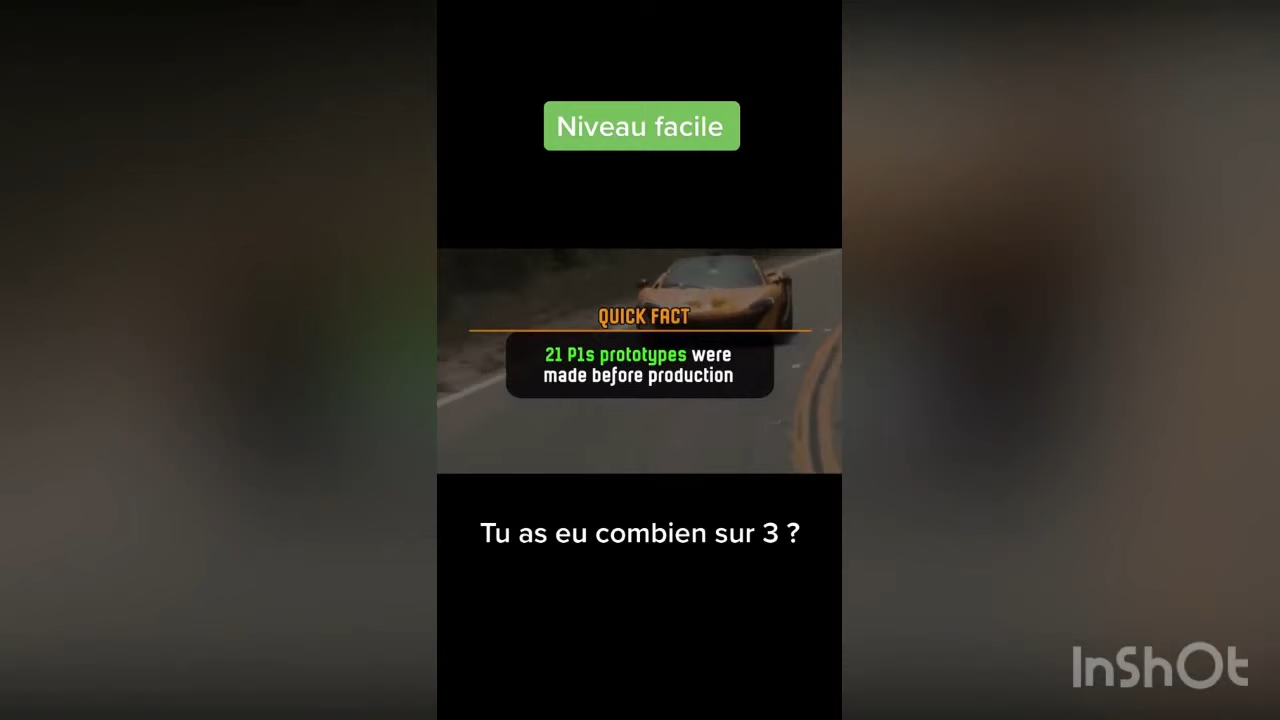 Niveau facile
QUICK FACT
21 P1s prototypes were
made before production
Tu as eu combien sur 3 ?
InShOt